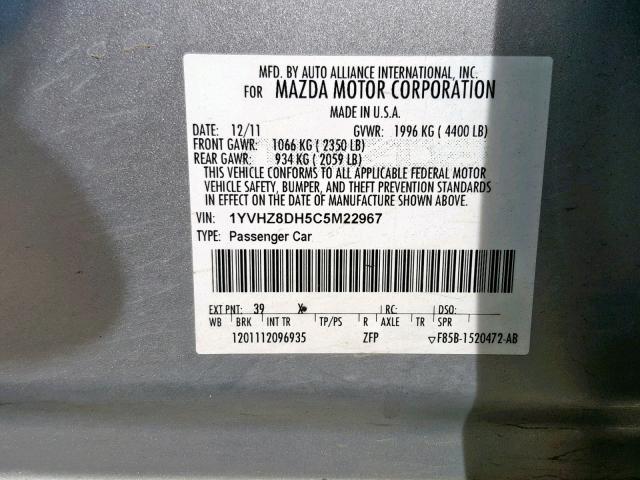 MFD. BY AUTO ALLIANCE INTERNATIONAL, INC.
FOR MAZDA MOTOR CORPORATION
MADE IN U.S.A.
DATE: 12/11 GVWR: 1996 KG ( 4400 LB)
FRONT GAWR: 1066 KG ( 2350 LB)
REAR GAWR: 934 KG ( 2059 LB)
THIS VEHICLE CONFORMS TO ALL APPLICABLE FEDERAL MOTOR
VEHICLE SAFETY, BUMPER, AND THEFT PREVENTION STANDARDS
IN EFFECT ON THE DATE OF MANUFACTURE SHOWN ABOVE.
VIN: 1YVHZ8DH5C5M22967
TYPE: Passenger Car
EXT PNT: 39 RC: DSO:
WB BRK INT TR TP/PS R AXLE TR SPR
1201112096935 ZFP ▽F85B-1520472-AB